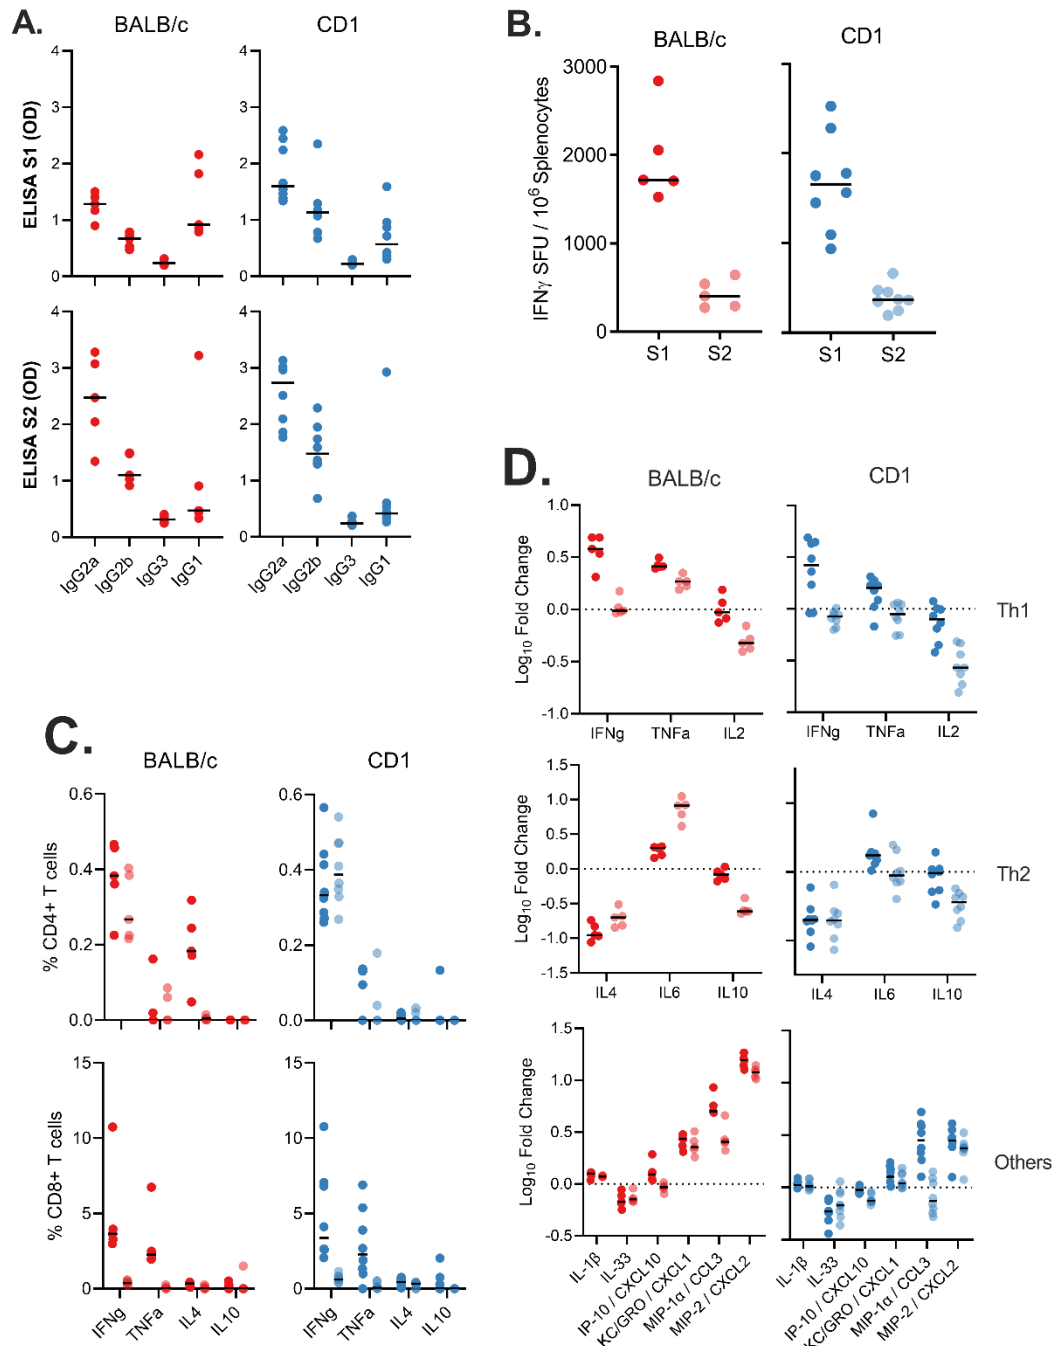 A.
BALB/c
CD1
ELISA S1 (OD)
4
3
2
1
0
4
3
2
1
0
ELISA S2 (OD)
4
3
2
1
0
4
3
2
1
0
IgG2a
IgG2b
IgG3
IgG1
IgG2a
IgG2b
IgG3
IgG1
B.
BALB/c
CD1
IFNγ SFU / 10⁶ Splenocytes
3000
2000
1000
0
S1
S2
S1
S2
C.
BALB/c
CD1
% CD4+ T cells
0.6
0.4
0.2
0.0
0.6
0.4
0.2
0.0
% CD8+ T cells
15
10
5
0
15
10
5
0
IFNg
TNFa
IL4
IL10
IFNg
TNFa
IL4
IL10
D.
BALB/c
CD1
Log₁₀ Fold Change
1.0
0.5
0.0
-0.5
-1.0
IFNg
TNFa
IL2
IFNg
TNFa
IL2
Th1
Log₁₀ Fold Change
1.5
1.0
0.5
0.0
-0.5
-1.0
-1.5
IL4
IL6
IL10
IL4
IL6
IL10
Th2
Log₁₀ Fold Change
1.5
1.0
0.5
0.0
-0.5
IL-1β
IL-33
IP-10 / CXCL10
KC/GRO / CXCL1
MIP-1α / CCL3
MIP-2 / CXCL2
IL-1β
IL-33
IP-10 / CXCL10
KC/GRO / CXCL1
MIP-1α / CCL3
MIP-2 / CXCL2
Others